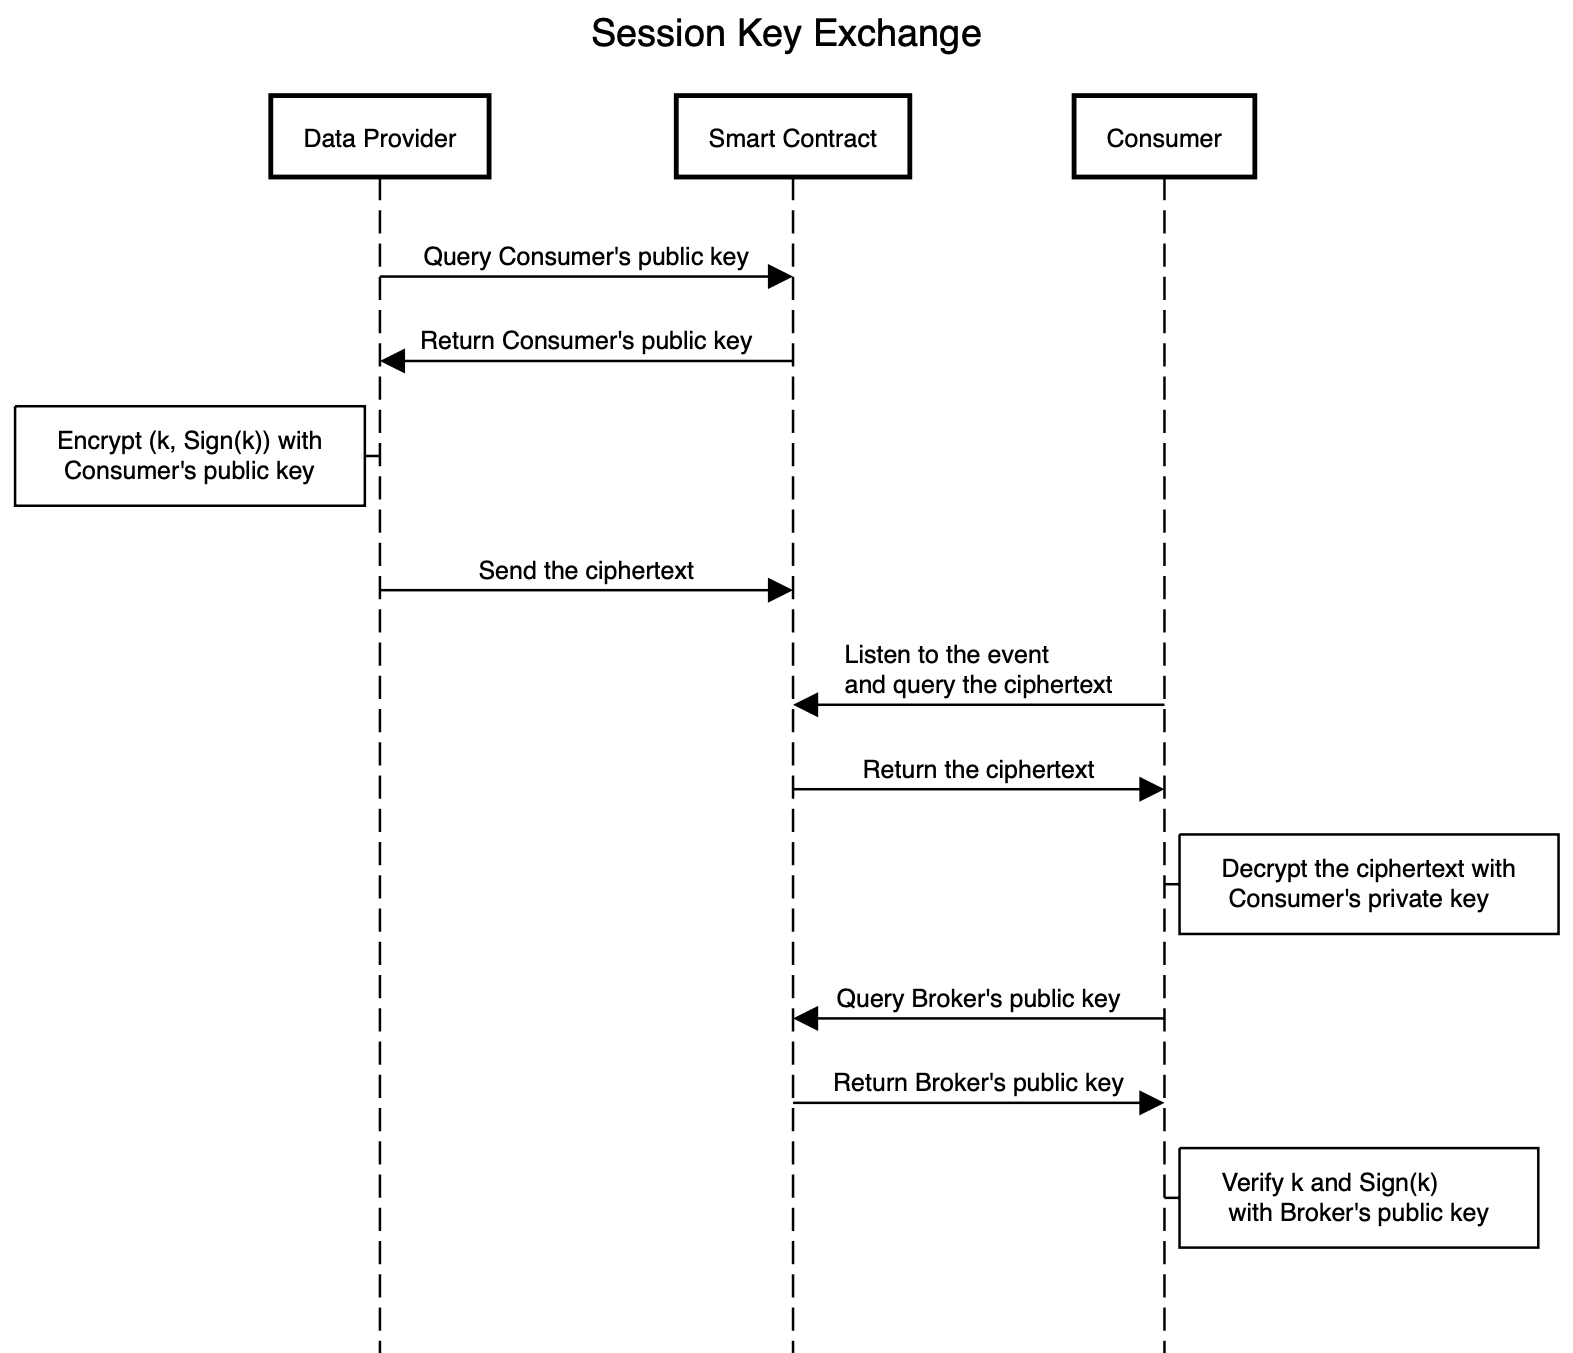 Session Key Exchange
Data Provider
Smart Contract
Consumer
Query Consumer's public key
Return Consumer's public key
Encrypt (k, Sign(k)) with
Consumer's public key
Send the ciphertext
Listen to the event
and query the ciphertext
Return the ciphertext
Decrypt the ciphertext with
Consumer's private key
Query Broker's public key
Return Broker's public key
Verify k and Sign(k)
with Broker's public key